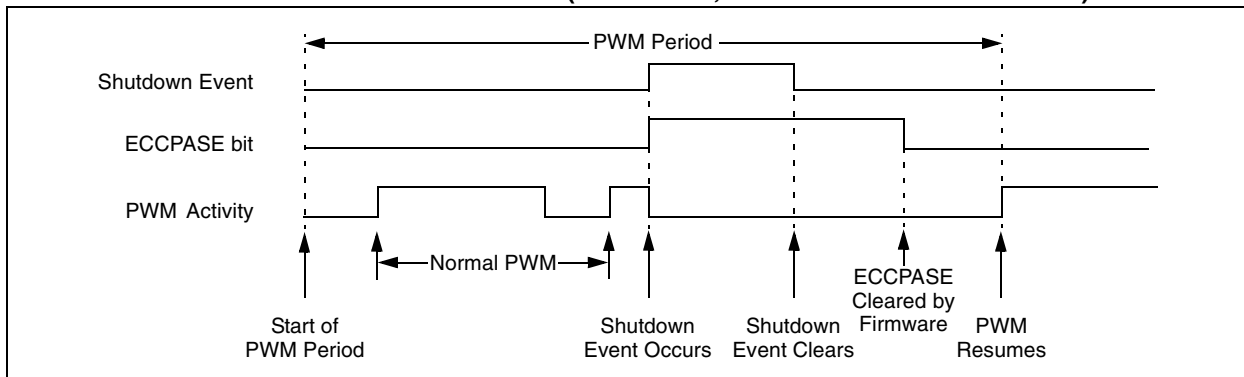 PWM Period
Shutdown Event
ECCPASE bit
PWM Activity
Normal PWM
Start of
PWM Period
Shutdown
Event Occurs
Shutdown
Event Clears
ECCPASE
Cleared by
Firmware
PWM
Resumes